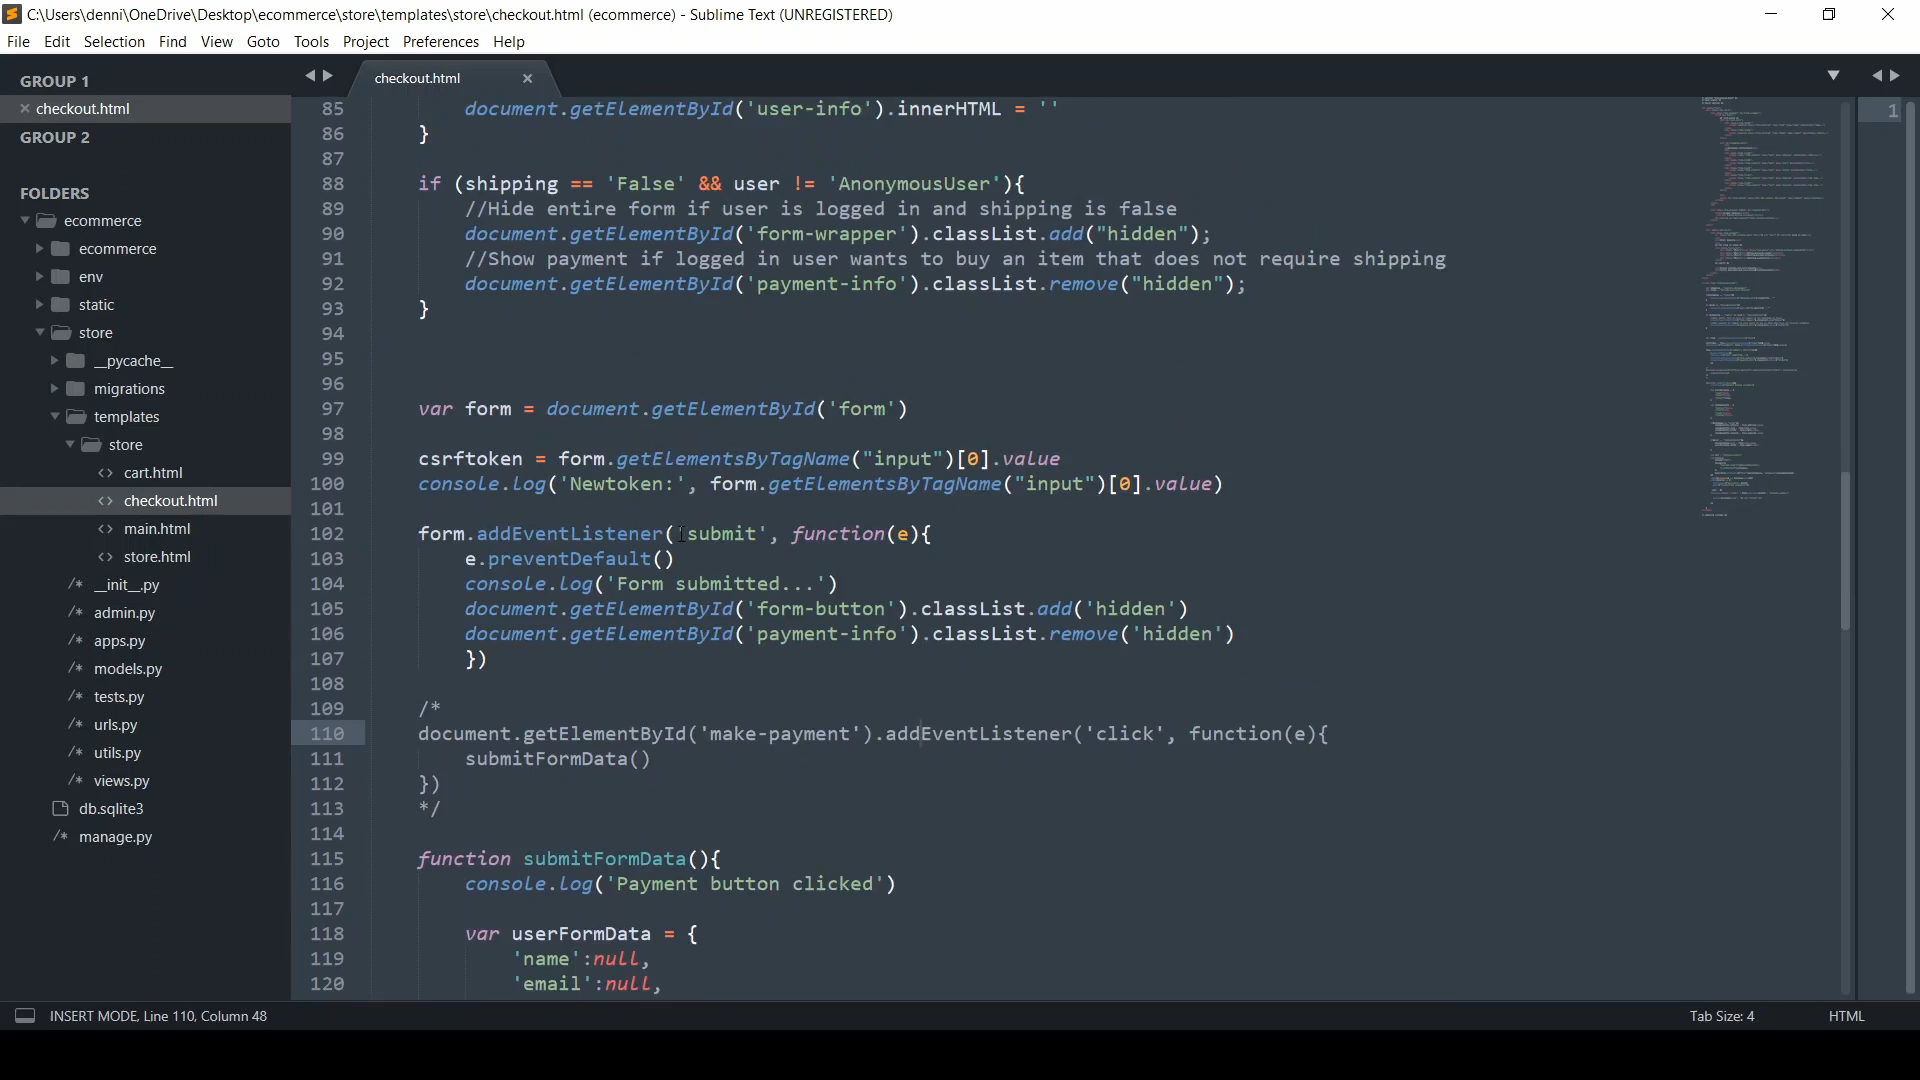 C:\Users\denni\OneDrive\Desktop\ecommerce\store\templates\store\checkout.html (ecommerce) - Sublime Text (UNREGISTERED)
File Edit Selection Find View Goto Tools Project Preferences Help
GROUP 1
checkout.html
GROUP 2
FOLDERS
ecommerce
ecommerce
env
static
store
__pycache__
migrations
templates
store
<> cart.html
<> checkout.html
<> main.html
<> store.html
/* __init__.py
/* admin.py
/* apps.py
/* models.py
/* tests.py
/* urls.py
/* utils.py
/* views.py
db.sqlite3
/* manage.py
checkout.html
85 document.getElementById('user-info').innerHTML = ''
86 }
87
88 if (shipping == 'False' && user != 'AnonymousUser'){
89 //Hide entire form if user is logged in and shipping is false
90 document.getElementById('form-wrapper').classList.add("hidden");
91 //Show payment if logged in user wants to buy an item that does not require shipping
92 document.getElementById('payment-info').classList.remove("hidden");
93 }
94
95
96
97 var form = document.getElementById('form')
98
99 csrftoken = form.getElementsByTagName("input")[0].value
100 console.log('Newtoken:', form.getElementsByTagName("input")[0].value)
101
102 form.addEventListener('submit', function(e){
103 e.preventDefault()
104 console.log('Form submitted...')
105 document.getElementById('form-button').classList.add('hidden')
106 document.getElementById('payment-info').classList.remove('hidden')
107 })
108
109 /*
110 document.getElementById('make-payment').addEventListener('click', function(e){
111 submitFormData()
112 })
113 */
114
115 function submitFormData(){
116 console.log('Payment button clicked')
117
118 var userFormData = {
119 'name':null,
120 'email':null,
1
INSERT MODE, Line 110, Column 48
Tab Size: 4
HTML